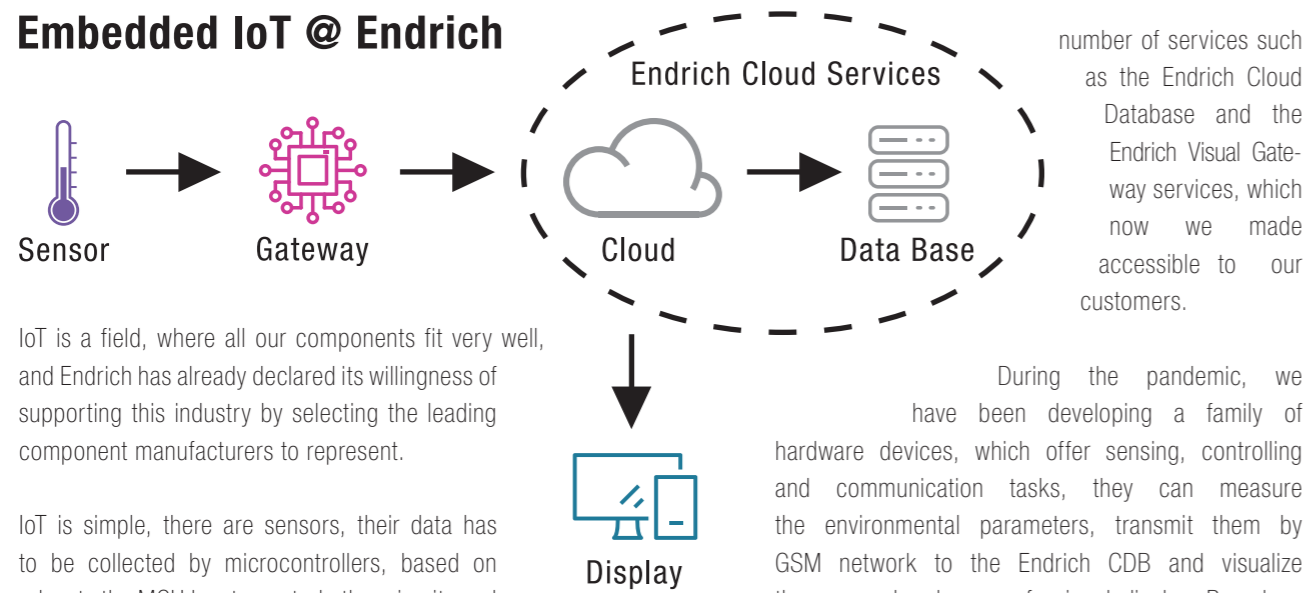 Embedded IoT @ Endrich
Endrich Cloud Services
Sensor
Gateway
Cloud
Data Base
Display
IoT is a field, where all our components fit very well,
and Endrich has already declared its willingness of
supporting this industry by selecting the leading
component manufacturers to represent.
IoT is simple, there are sensors, their data has
to be collected by microcontrollers, based on
number of services such
as the Endrich Cloud
Database and the
Endrich Visual Gate-
way services, which
now we made
accessible to our
customers.
During the pandemic, we
have been developing a family of
hardware devices, which offer sensing, controlling
and communication tasks, they can measure
the environmental parameters, transmit them by
GSM network to the Endrich CDB and visualize